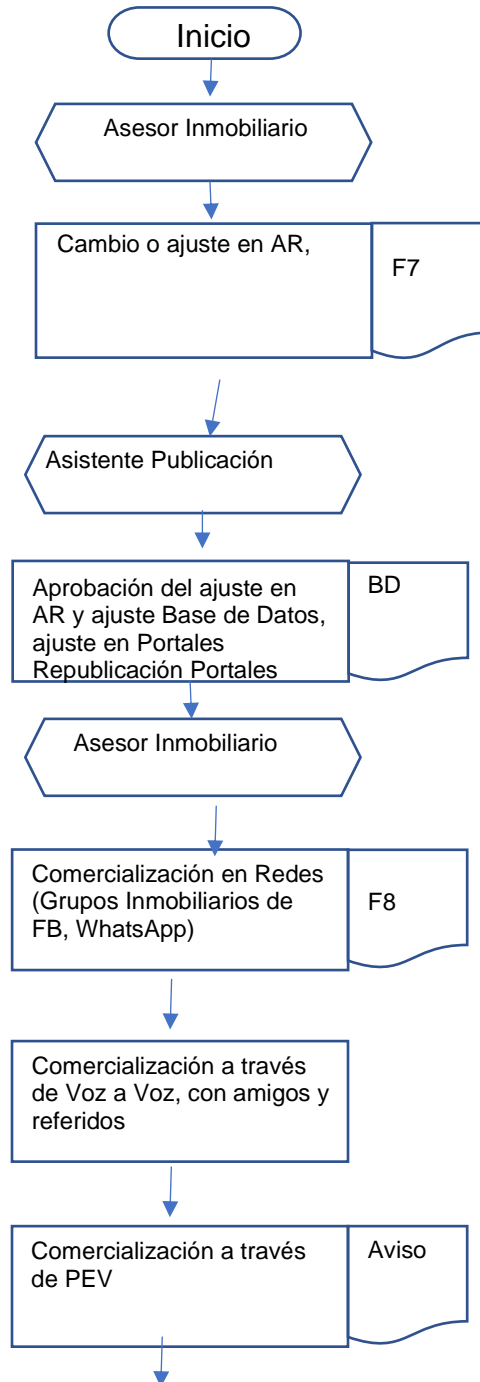 Inicio
Asesor Inmobiliario
Cambio o ajuste en AR,
F7
Asistente Publicación
Aprobación del ajuste en
AR y ajuste Base de Datos,
ajuste en Portales
Republicación Portales
BD
Asesor Inmobiliario
Comercialización en Redes
(Grupos Inmobiliarios de
FB, WhatsApp)
F8
Comercialización a través
de Voz a Voz, con amigos y
referidos
Comercialización a través
de PEV
Aviso